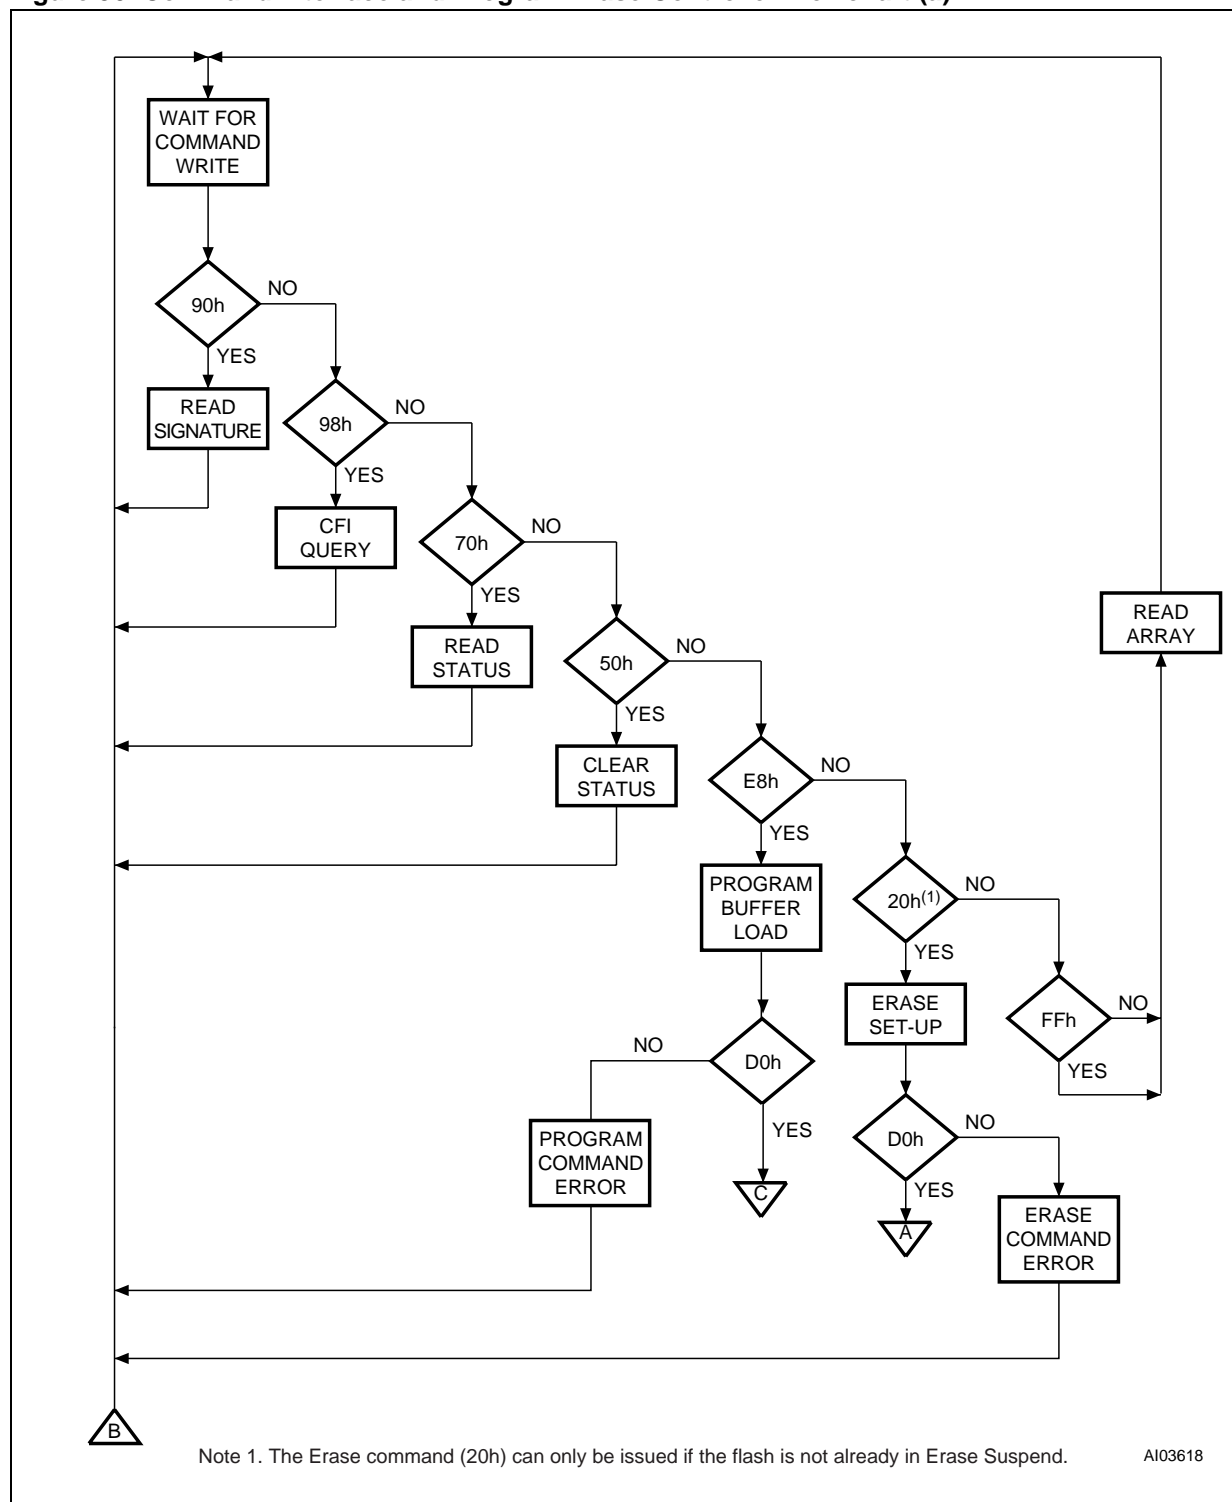 WAIT FOR
COMMAND
WRITE
90h
NO
YES
READ
SIGNATURE
98h
NO
YES
CFI
QUERY
70h
NO
YES
READ
STATUS
50h
NO
YES
CLEAR
STATUS
READ
ARRAY
E8h
NO
YES
PROGRAM
BUFFER
LOAD
20h(1)
NO
YES
ERASE
SET-UP
FFh
NO
YES
D0h
NO
YES
PROGRAM
COMMAND
ERROR
C
D0h
NO
YES
A
ERASE
COMMAND
ERROR
B
Note 1. The Erase command (20h) can only be issued if the flash is not already in Erase Suspend.
AI03618